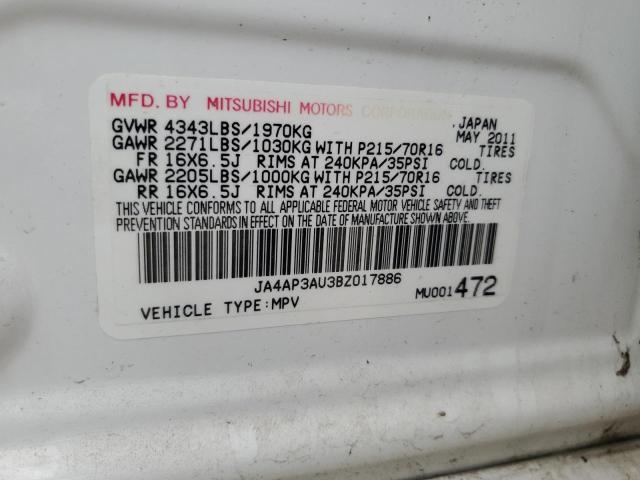 MFD. BY MITSUBISHI MOTORS CORPORATION
JAPAN
GVWR 4343LBS/1970KG MAY 2011
GAWR 2271LBS/1030KG WITH P215/70R16 TIRES
FR 16X6.5J RIMS AT 240KPA/35PSI COLD.
GAWR 2205LBS/1000KG WITH P215/70R16 TIRES
RR 16X6.5J RIMS AT 240KPA/35PSI COLD.
THIS VEHICLE CONFORMS TO ALL APPLICABLE FEDERAL MOTOR VEHICLE SAFETY AND THEFT
PREVENTION STANDARDS IN EFFECT ON THE DATE OF MANUFACTURE SHOWN ABOVE.
JA4AP3AU3BZ017886
VEHICLE TYPE:MPV MU001472